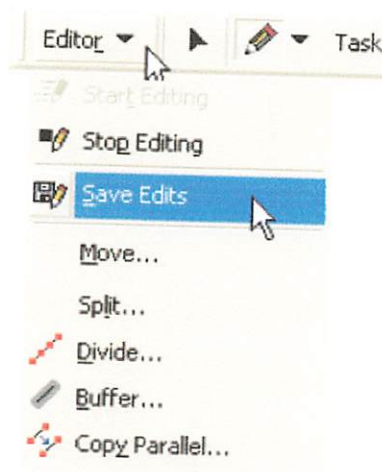 Editor Task
Start Editing
Stop Editing
Save Edits
Move...
Split...
Divide...
Buffer...
Copy Parallel...